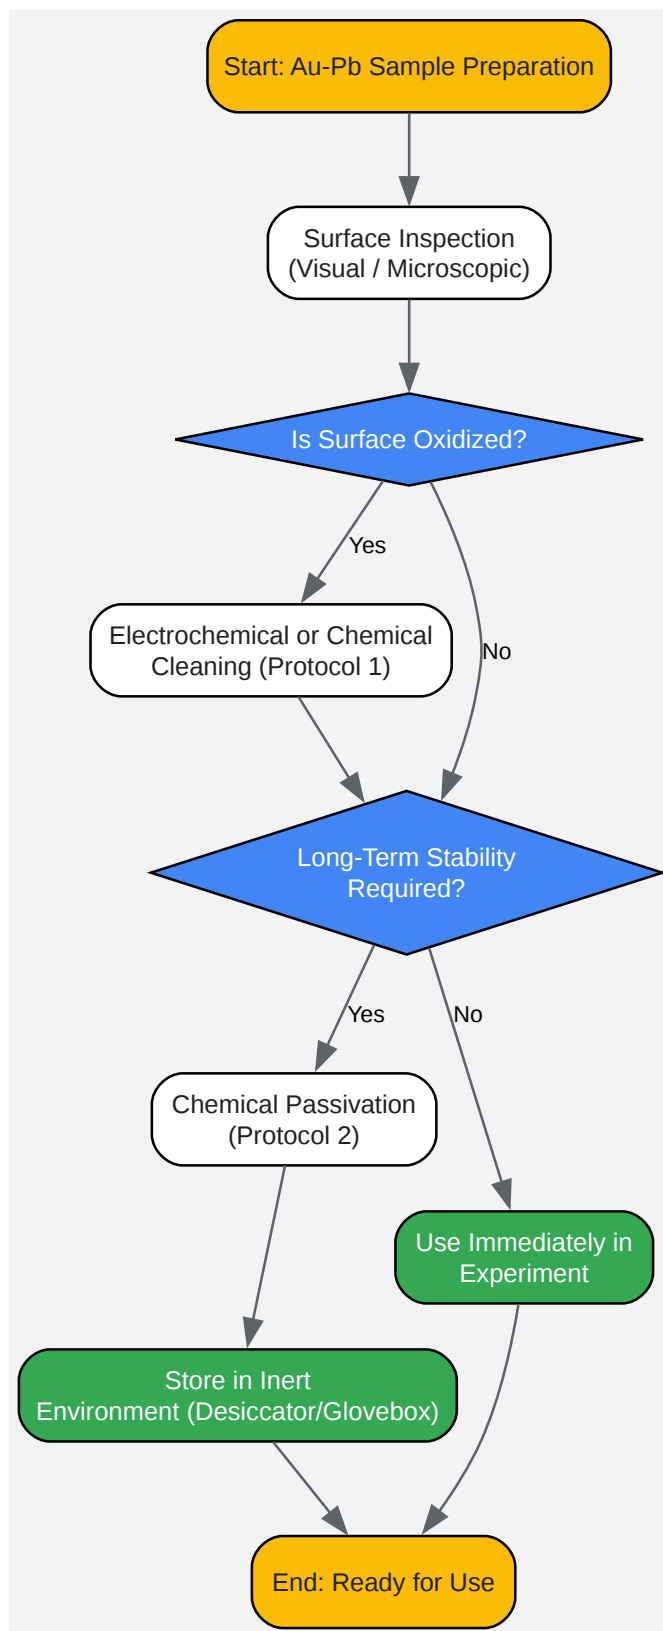 Start: Au-Pb Sample Preparation
Surface Inspection
(Visual / Microscopic)
Is Surface Oxidized?
Yes
Electrochemical or Chemical
Cleaning (Protocol 1)
No
Long-Term Stability
Required?
Yes
No
Chemical Passivation
(Protocol 2)
Use Immediately in
Experiment
Store in Inert
Environment (Desiccator/Glovebox)
End: Ready for Use